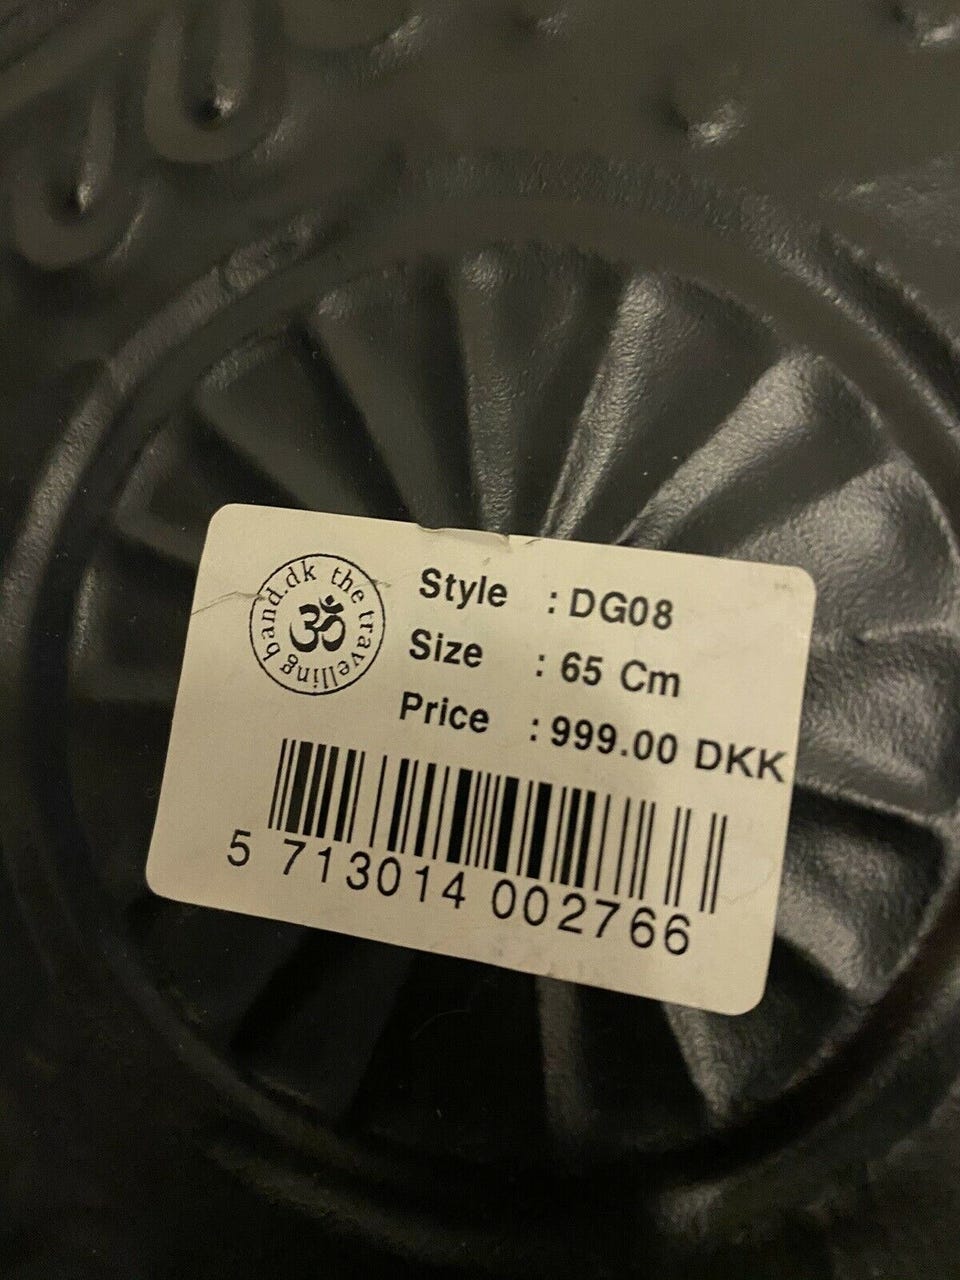 the travelling band.dk
ॐ
Style : DG08
Size : 65 Cm
Price : 999.00 DKK
5 713014 002766